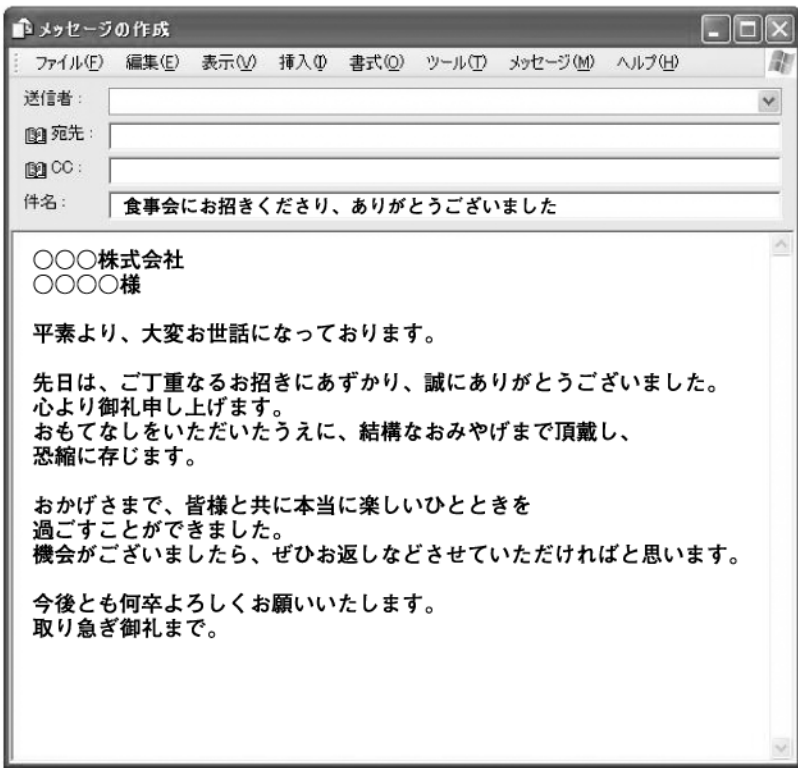 メッセージの作成
ファイル(F) 編集(E) 表示(V) 挿入(I) 書式(O) ツール(T) メッセージ(M) ヘルプ(H)
送信者：
宛先：
CC：
件名： 食事会にお招きくださり、ありがとうございました
○○○株式会社
○○○○様
平素より、大変お世話になっております。
先日は、ご丁重なるお招きにあずかり、誠にありがとうございました。
心より御礼申し上げます。
おもてなしをいただいたうえに、結構なおみやげまで頂戴し、
恐縮に存じます。
おかげさまで、皆様と共に本当に楽しいひとときを
過ごすことができました。
機会がございましたら、ぜひお返しなどさせていただければと思います。
今後とも何卒よろしくお願いいたします。
取り急ぎ御礼まで。